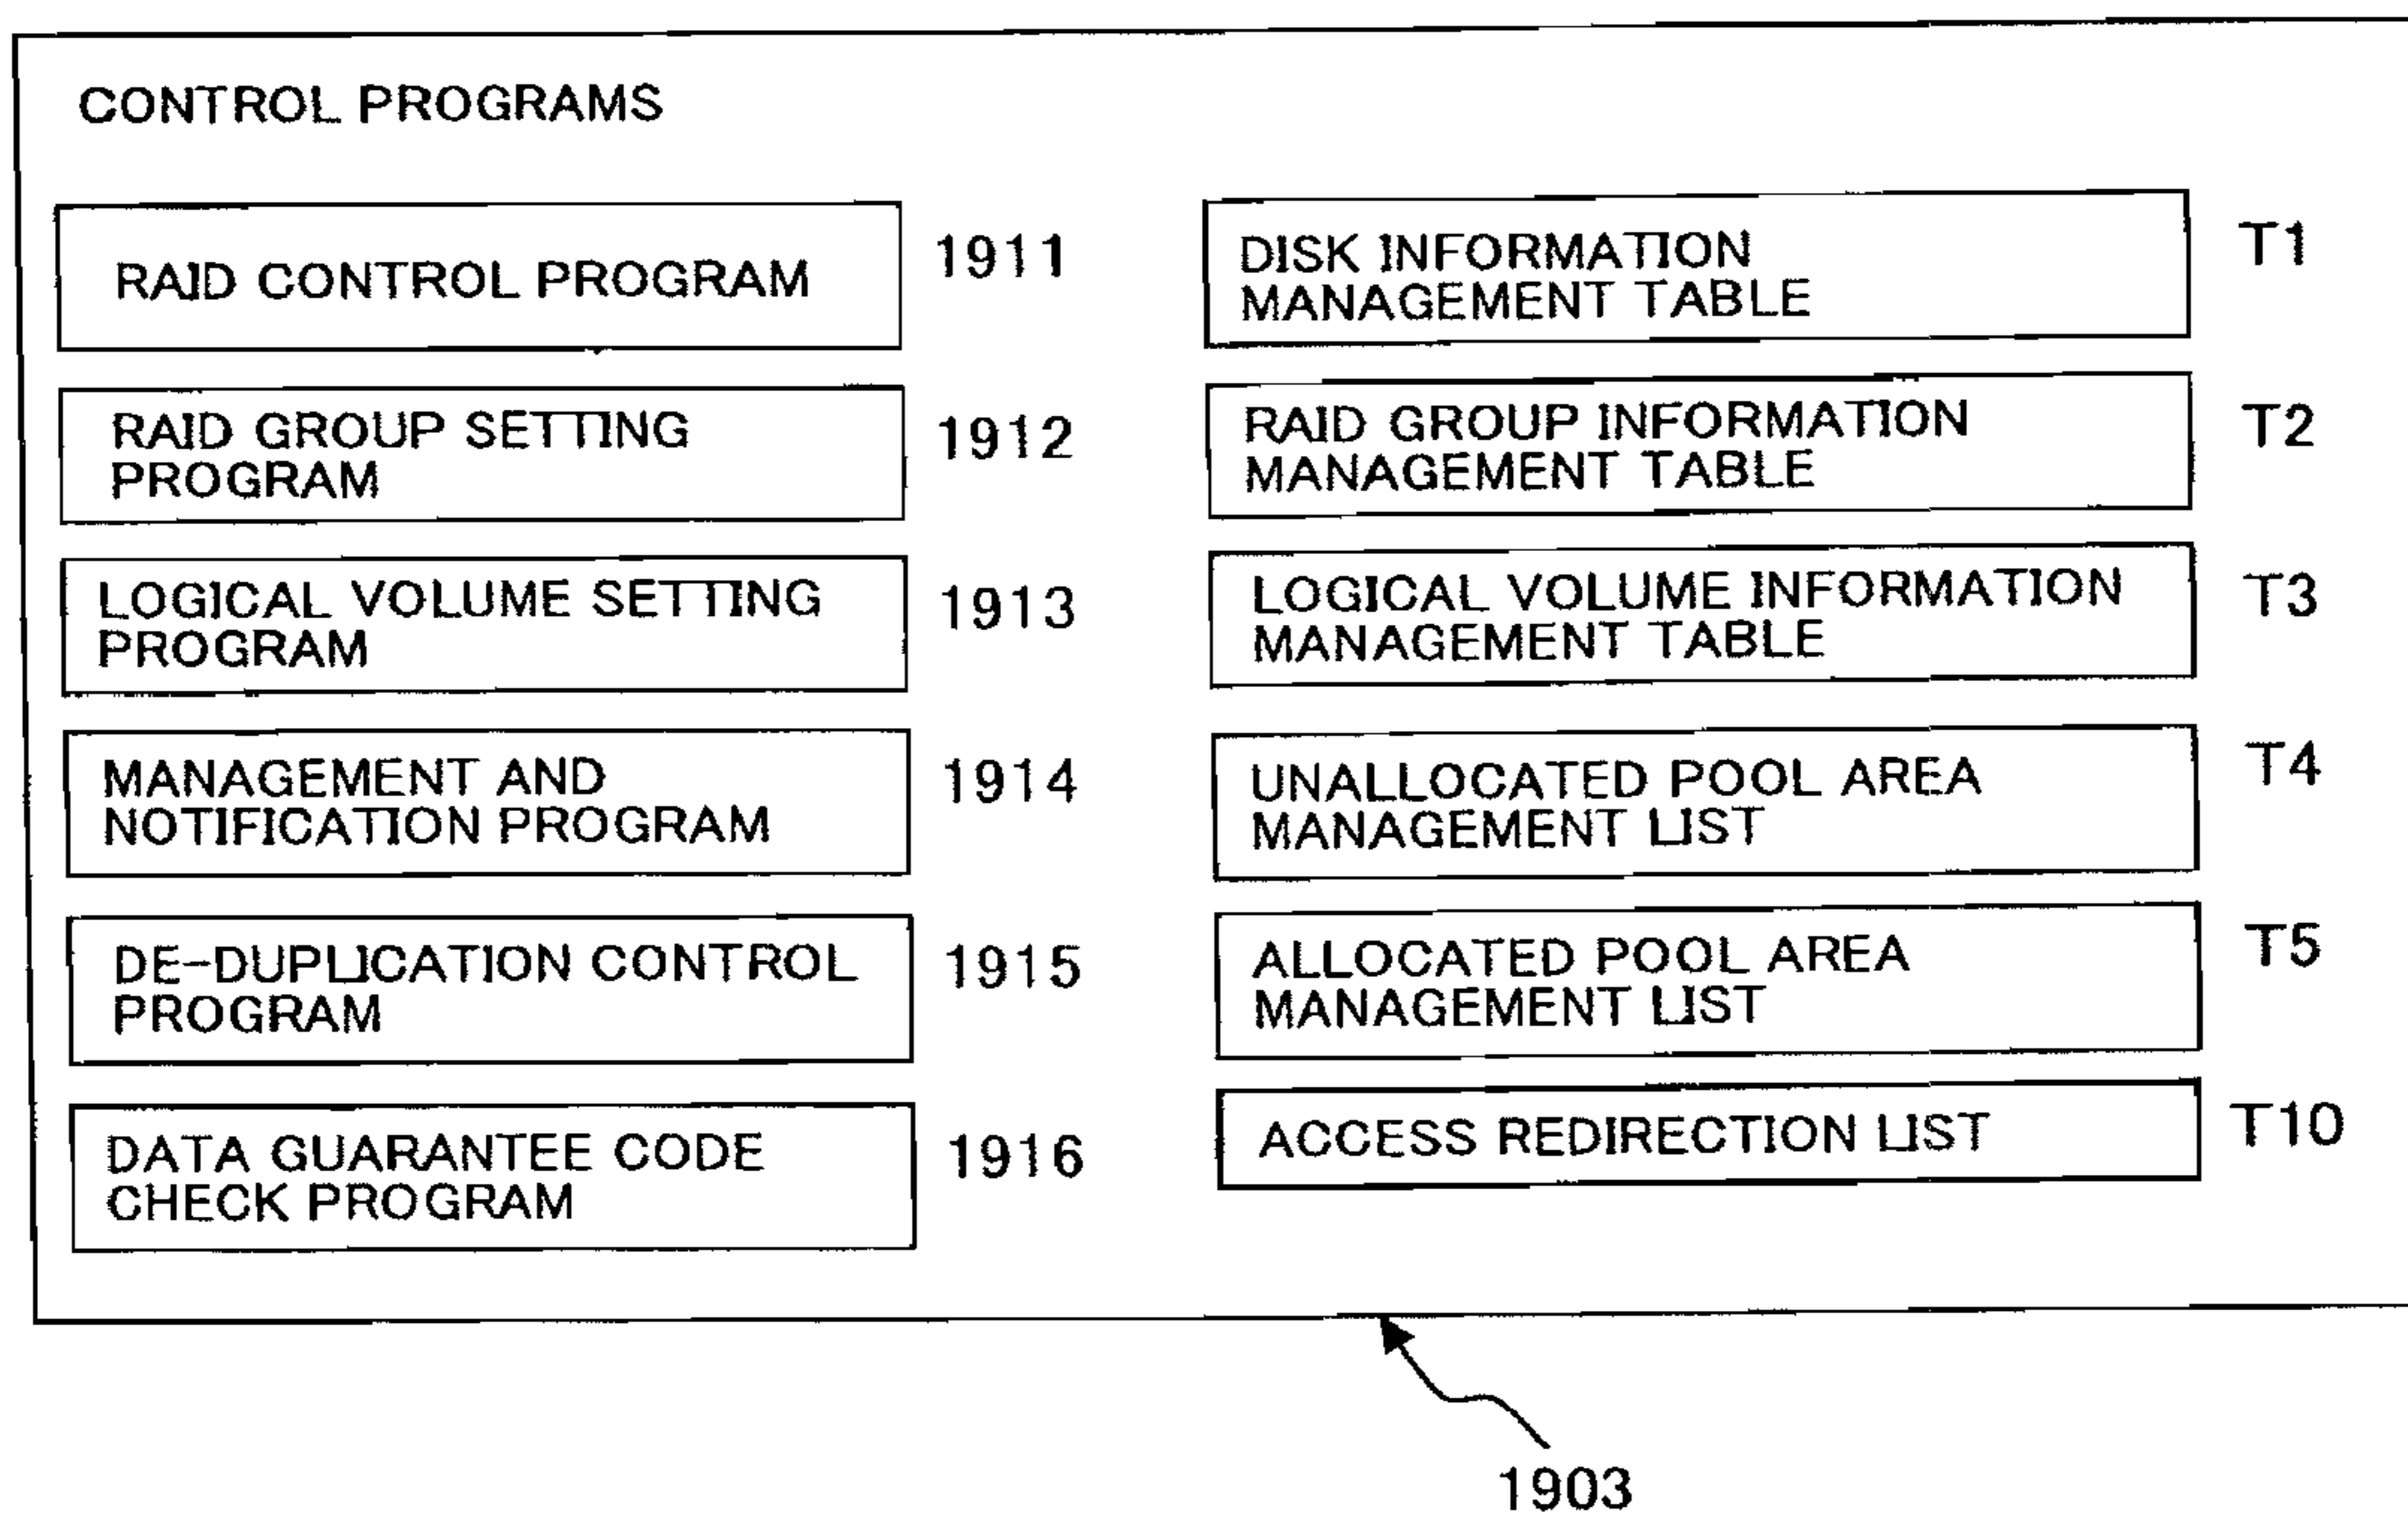 CONTROL PROGRAMS
RAID CONTROL PROGRAM
1911
RAID GROUP SETTING
PROGRAM
1912
LOGICAL VOLUME SETTING
PROGRAM
1913
MANAGEMENT AND
NOTIFICATION PROGRAM
1914
DE-DUPLICATION CONTROL
PROGRAM
1915
DATA GUARANTEE CODE
CHECK PROGRAM
1916
DISK INFORMATION
MANAGEMENT TABLE
T1
RAID GROUP INFORMATION
MANAGEMENT TABLE
T2
LOGICAL VOLUME INFORMATION
MANAGEMENT TABLE
T3
UNALLOCATED POOL AREA
MANAGEMENT LIST
T4
ALLOCATED POOL AREA
MANAGEMENT LIST
T5
ACCESS REDIRECTION LIST
T10
1903